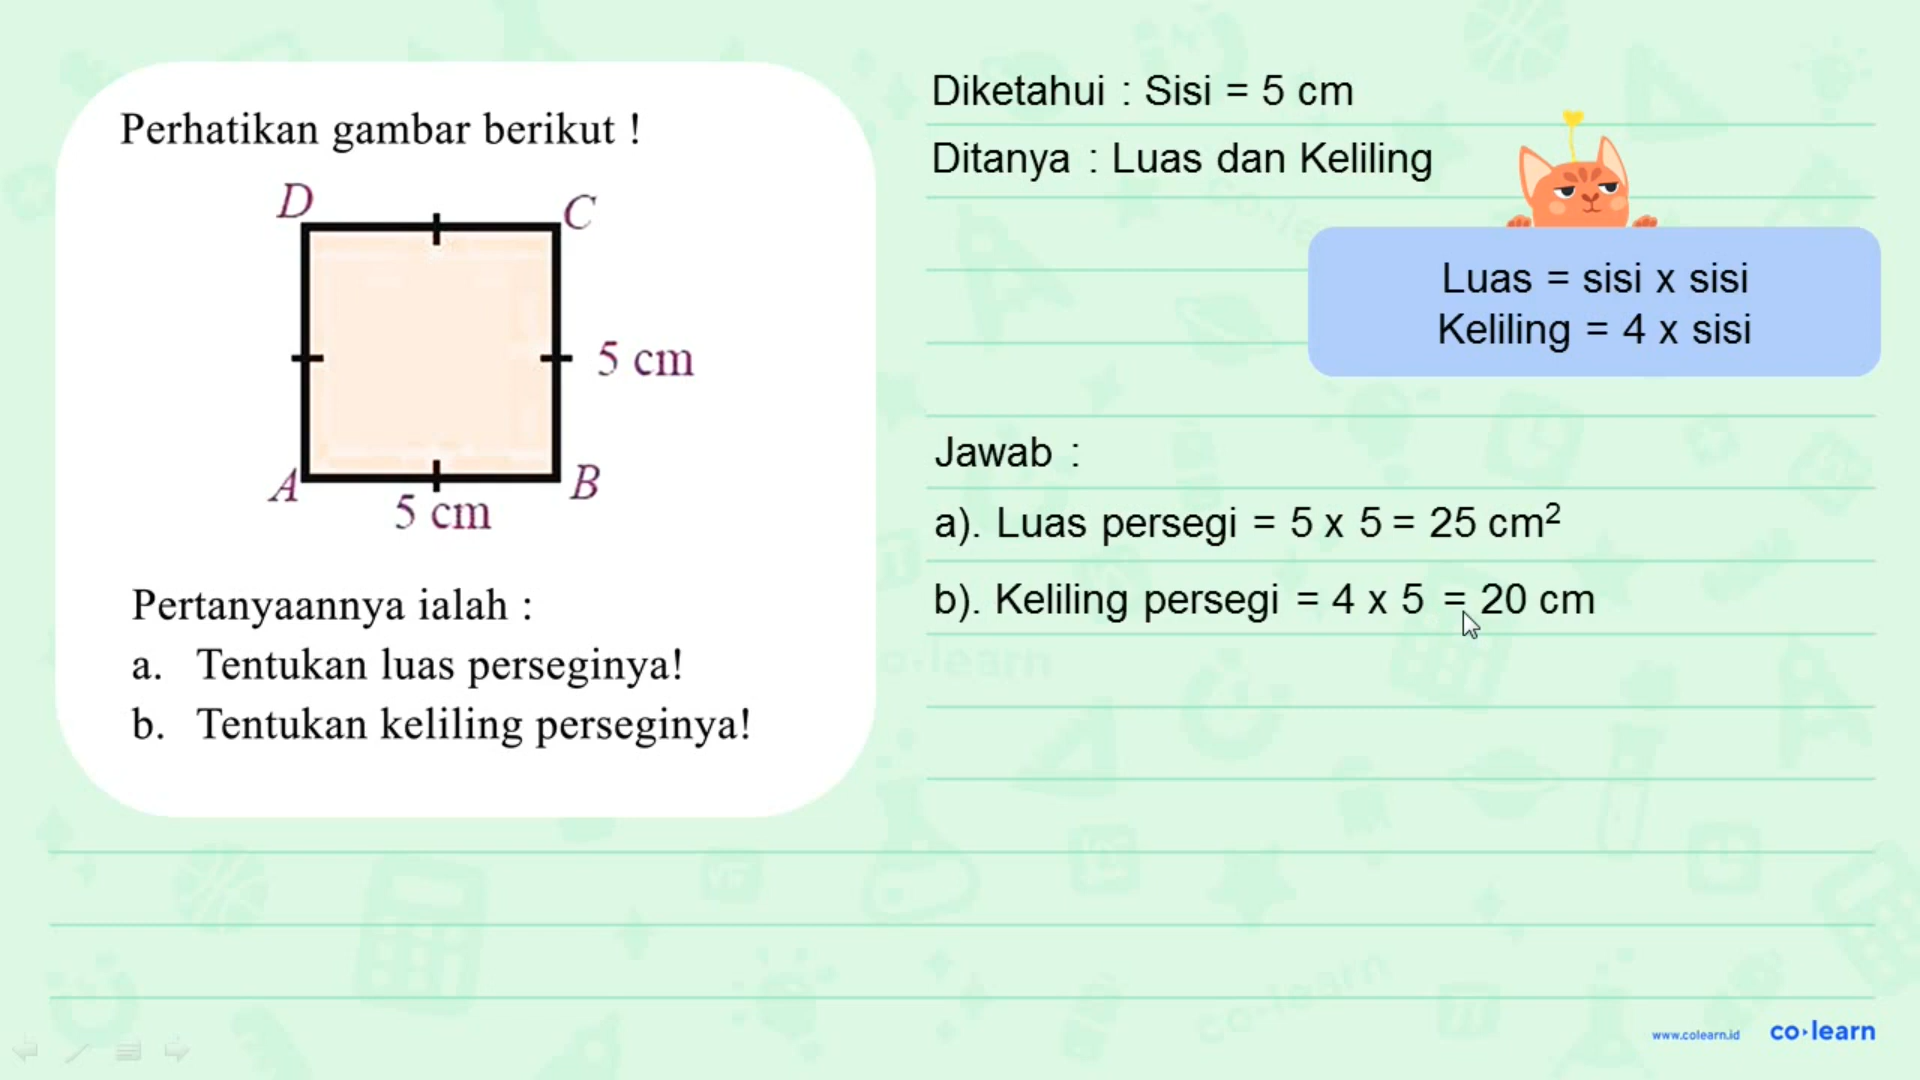 Perhatikan gambar berikut !
D
C
5 cm
A
B
5 cm
Pertanyaannya ialah :
a. Tentukan luas perseginya!
b. Tentukan keliling perseginya!
Diketahui : Sisi = 5 cm
Ditanya : Luas dan Keliling
Luas = sisi x sisi
Keliling = 4 x sisi
Jawab :
a). Luas persegi = 5 x 5 = 25 cm²
b). Keliling persegi = 4 x 5 = 20 cm
co·learn
www.colearn.id
co·learn